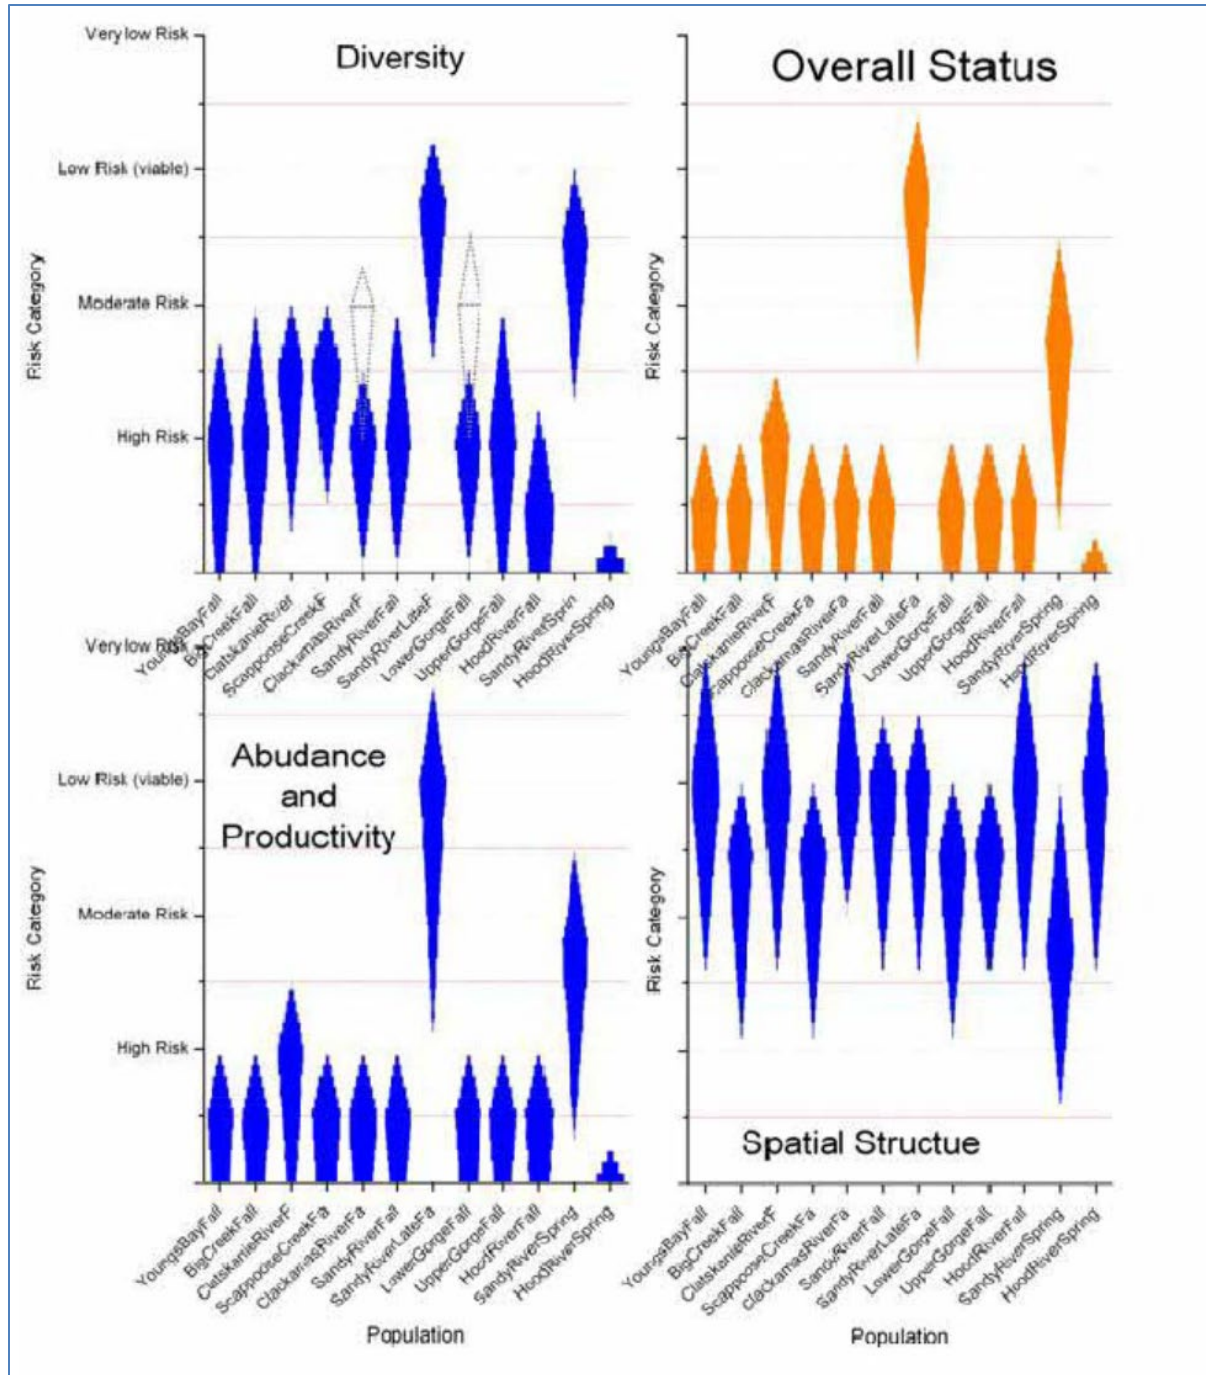 Diversity
Very low Risk
Low Risk (viable)
Moderate Risk
High Risk
Risk Category
YoungsBayFall
BigCreekFall
ClatskanieRiver
ScappooseCreekF
ClackamasRiverF
SandyRiverFall
SandyRiverLateF
LowerGorgeFall
UpperGorgeFall
HoodRiverFall
SandyRiverSprin
HoodRiverSpring
Overall Status
Risk Category
YoungsBayFall
BigCreekFall
ClatskanieRiverF
ScappooseCreekFa
ClackamasRiverFa
SandyRiverFall
SandyRiverLateFa
LowerGorgeFall
UpperGorgeFall
HoodRiverFall
SandyRiverSpring
HoodRiverSpring
Abudance
and
Productivity
Very low Risk
Low Risk (viable)
Moderate Risk
High Risk
Risk Category
YoungsBayFall
BigCreekFall
ClatskanieRiverF
ScappooseCreekFa
ClackamasRiverFa
SandyRiverFall
SandyRiverLateFa
LowerGorgeFall
UpperGorgeFall
HoodRiverFall
SandyRiverSpring
HoodRiverSpring
Population
Spatial Structue
Risk Category
YoungsBayFall
BigCreekFall
ClatskanieRiverF
ScappooseCreekFa
ClackamasRiverFa
SandyRiverFall
SandyRiverLateFa
LowerGorgeFall
UpperGorgeFall
HoodRiverFall
SandyRiverSpring
HoodRiverSpring
Population